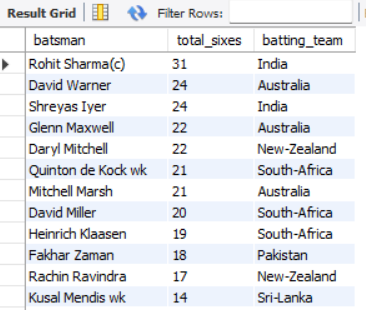 Result Grid Filter Rows:
batsman total_sixes batting_team
Rohit Sharma(c) 31 India
David Warner 24 Australia
Shreyas Iyer 24 India
Glenn Maxwell 22 Australia
Daryl Mitchell 22 New-Zealand
Quinton de Kock wk 21 South-Africa
Mitchell Marsh 21 Australia
David Miller 20 South-Africa
Heinrich Klaasen 19 South-Africa
Fakhar Zaman 18 Pakistan
Rachin Ravindra 17 New-Zealand
Kusal Mendis wk 14 Sri-Lanka